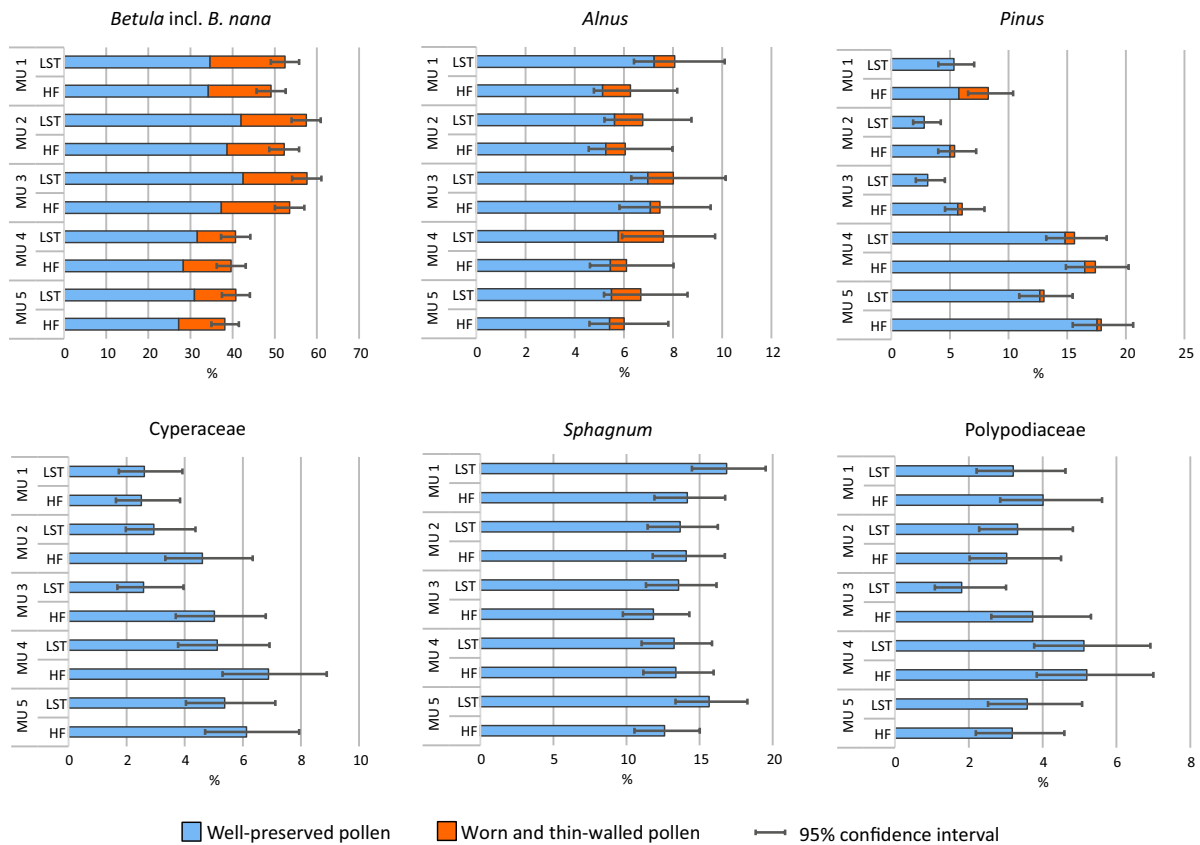 Betula incl. B. nana
MU 1
LST
HF
MU 2
LST
HF
MU 3
LST
HF
MU 4
LST
HF
MU 5
LST
HF
0 10 20 30 40 50 60 70
%
Alnus
MU 1
LST
HF
MU 2
LST
HF
MU 3
LST
HF
MU 4
LST
HF
MU 5
LST
HF
0 2 4 6 8 10 12
%
Pinus
MU 1
LST
HF
MU 2
LST
HF
MU 3
LST
HF
MU 4
LST
HF
MU 5
LST
HF
0 5 10 15 20 25
%
Cyperaceae
MU 1
LST
HF
MU 2
LST
HF
MU 3
LST
HF
MU 4
LST
HF
MU 5
LST
HF
0 2 4 6 8 10
%
Sphagnum
MU 1
LST
HF
MU 2
LST
HF
MU 3
LST
HF
MU 4
LST
HF
MU 5
LST
HF
0 5 10 15 20
%
Polypodiaceae
MU 1
LST
HF
MU 2
LST
HF
MU 3
LST
HF
MU 4
LST
HF
MU 5
LST
HF
0 2 4 6 8
%
Well-preserved pollen
Worn and thin-walled pollen
95% confidence interval